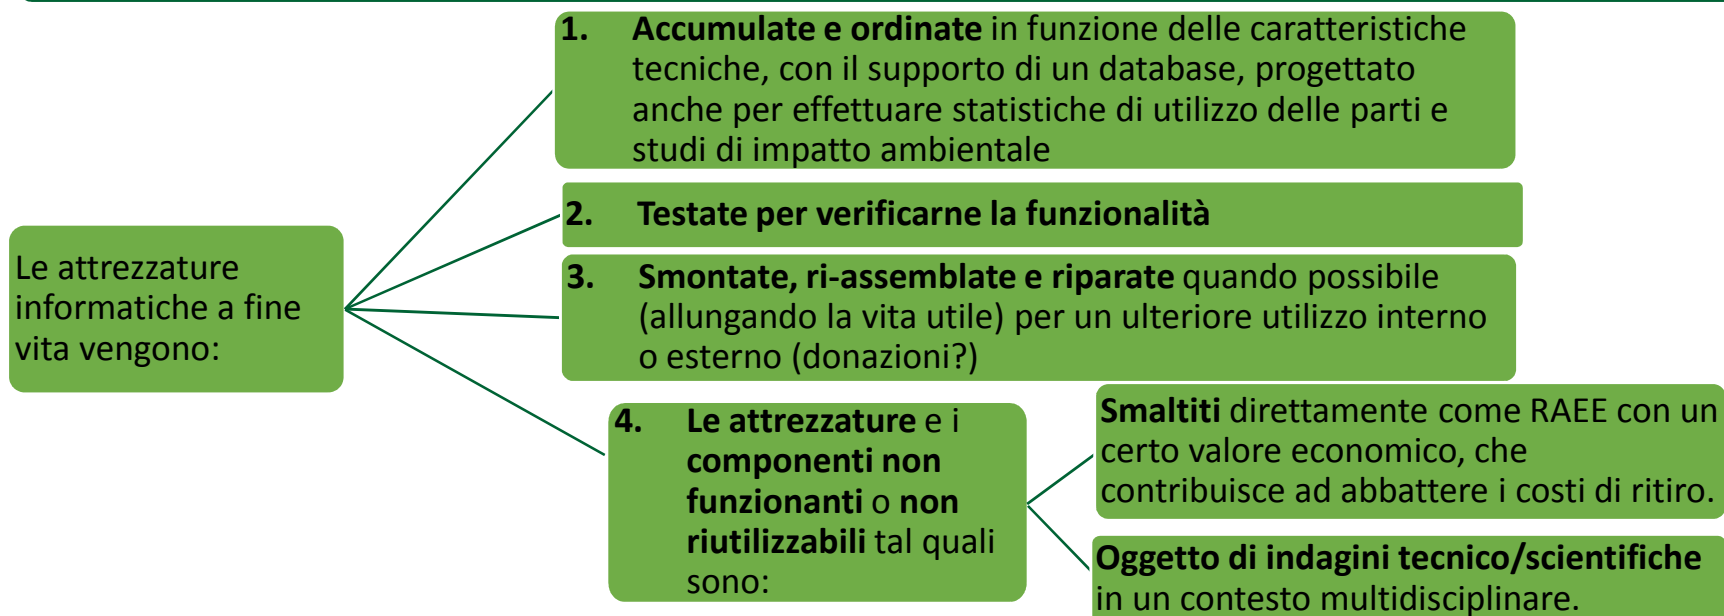 Le attrezzature
informatiche a fine
vita vengono:
1. Accumulate e ordinate in funzione delle caratteristiche
tecniche, con il supporto di un database, progettato
anche per effettuare statistiche di utilizzo delle parti e
studi di impatto ambientale
2. Testate per verificarne la funzionalità
3. Smontate, ri-assemblate e riparate quando possibile
(allungando la vita utile) per un ulteriore utilizzo interno
o esterno (donazioni?)
4. Le attrezzature e i
componenti non
funzionanti o non
riutilizzabili tal quali
sono:
Smaltiti direttamente come RAEE con un
certo valore economico, che
contribuisce ad abbattere i costi di ritiro.
Oggetto di indagini tecnico/scientifiche
in un contesto multidisciplinare.